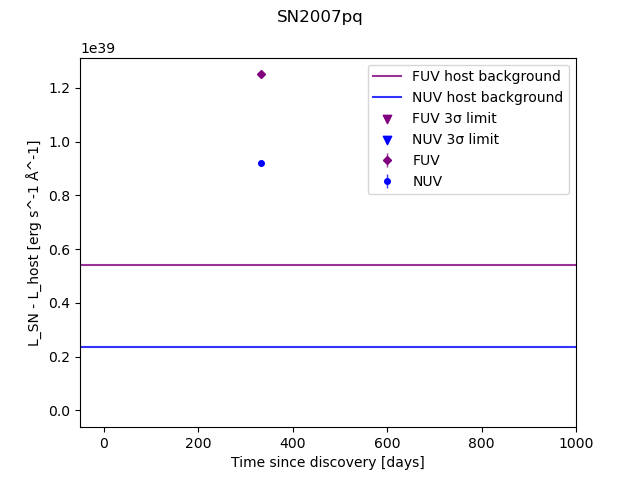 SN2007pq
1e39
FUV host background
NUV host background
FUV 3σ limit
NUV 3σ limit
FUV
NUV
L_SN - L_host [erg s^-1 Å^-1]
1.2
1.0
0.8
0.6
0.4
0.2
0.0
0 200 400 600 800 1000
Time since discovery [days]